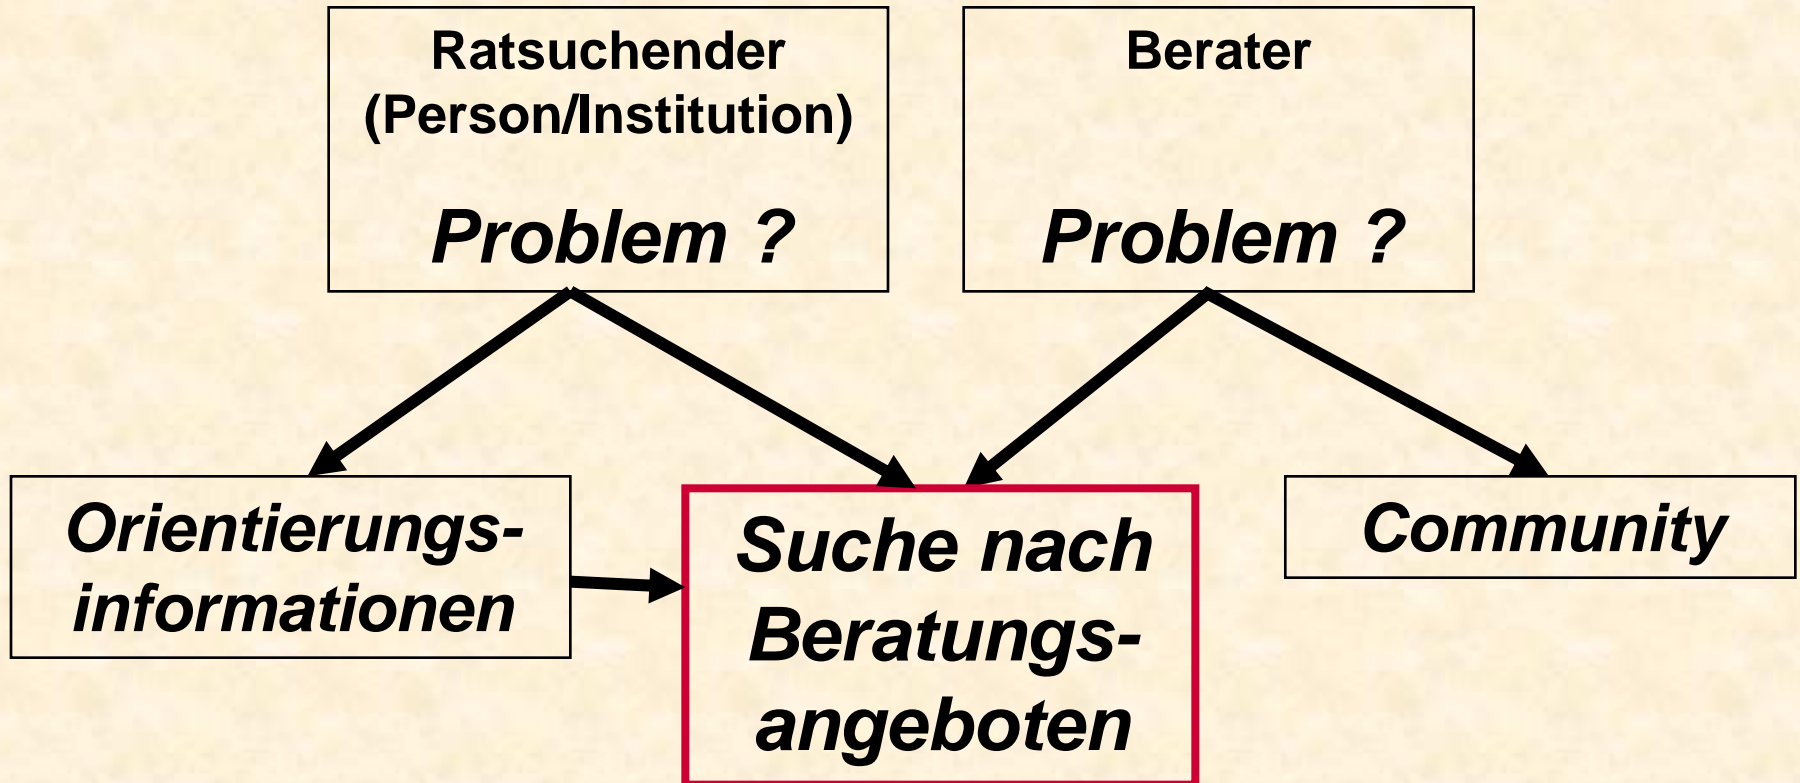 Ratsuchender
(Person/Institution)
Problem ?
Berater
Problem ?
Orientierungs-
informationen
Suche nach
Beratungs-
angeboten
Community